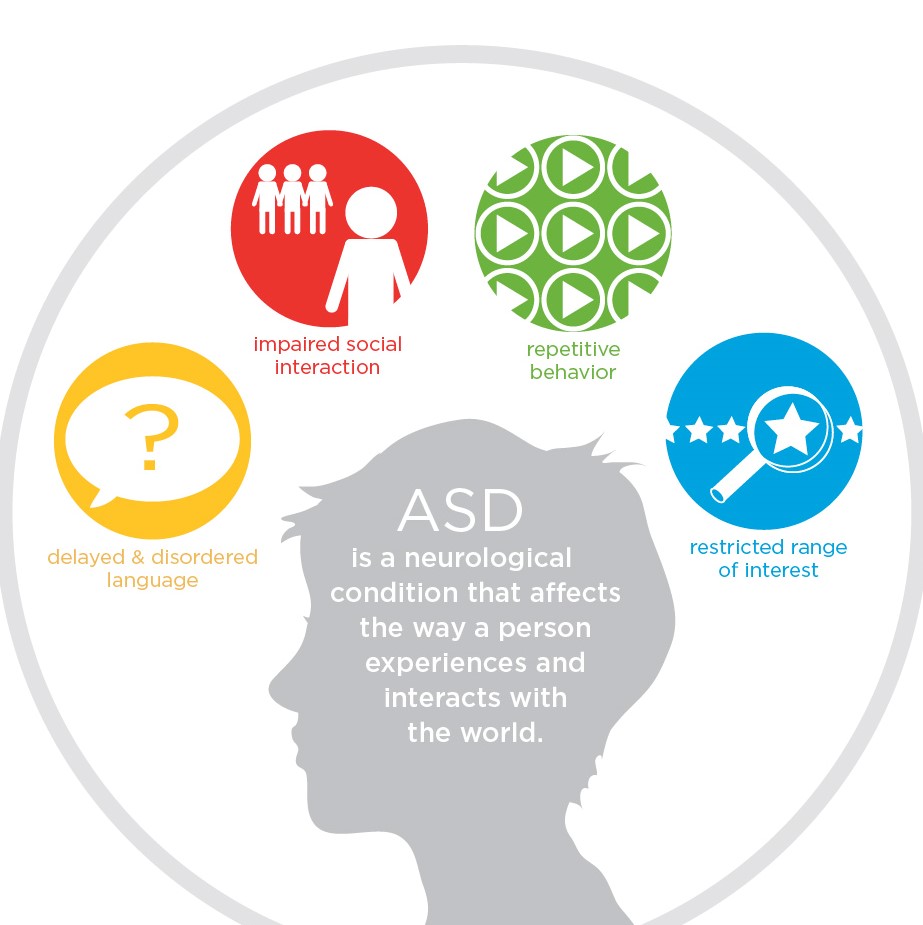 impaired social
interaction
repetitive
behavior
?
delayed & disordered
language
restricted range
of interest
ASD
is a neurological
condition that affects
the way a person
experiences and
interacts with
the world.